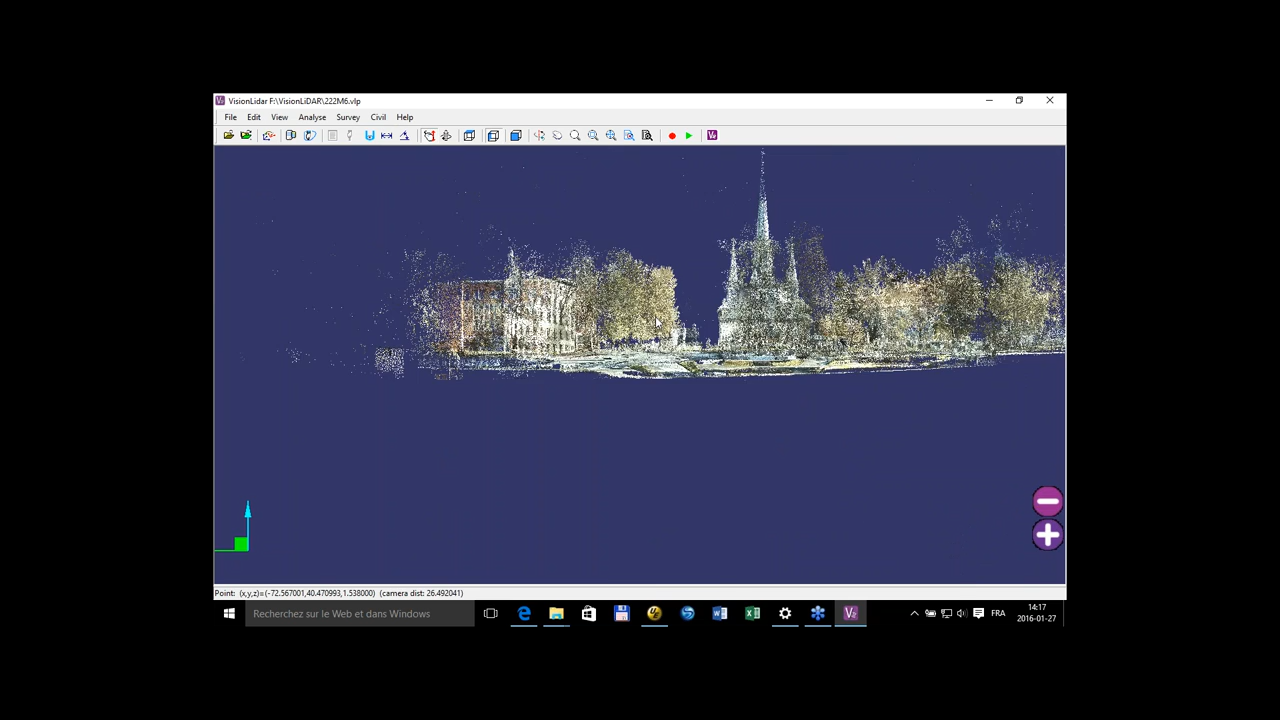 VisionLidar F:\VisionLiDAR\222M6.vlp
File Edit View Analyse Survey Civil Help
Point: (x,y,z)=(-72.567001,40.470993,1.538000) (camera dist: 26.492041)
Recherchez sur le Web et dans Windows
FRA
14:17
2016-01-27